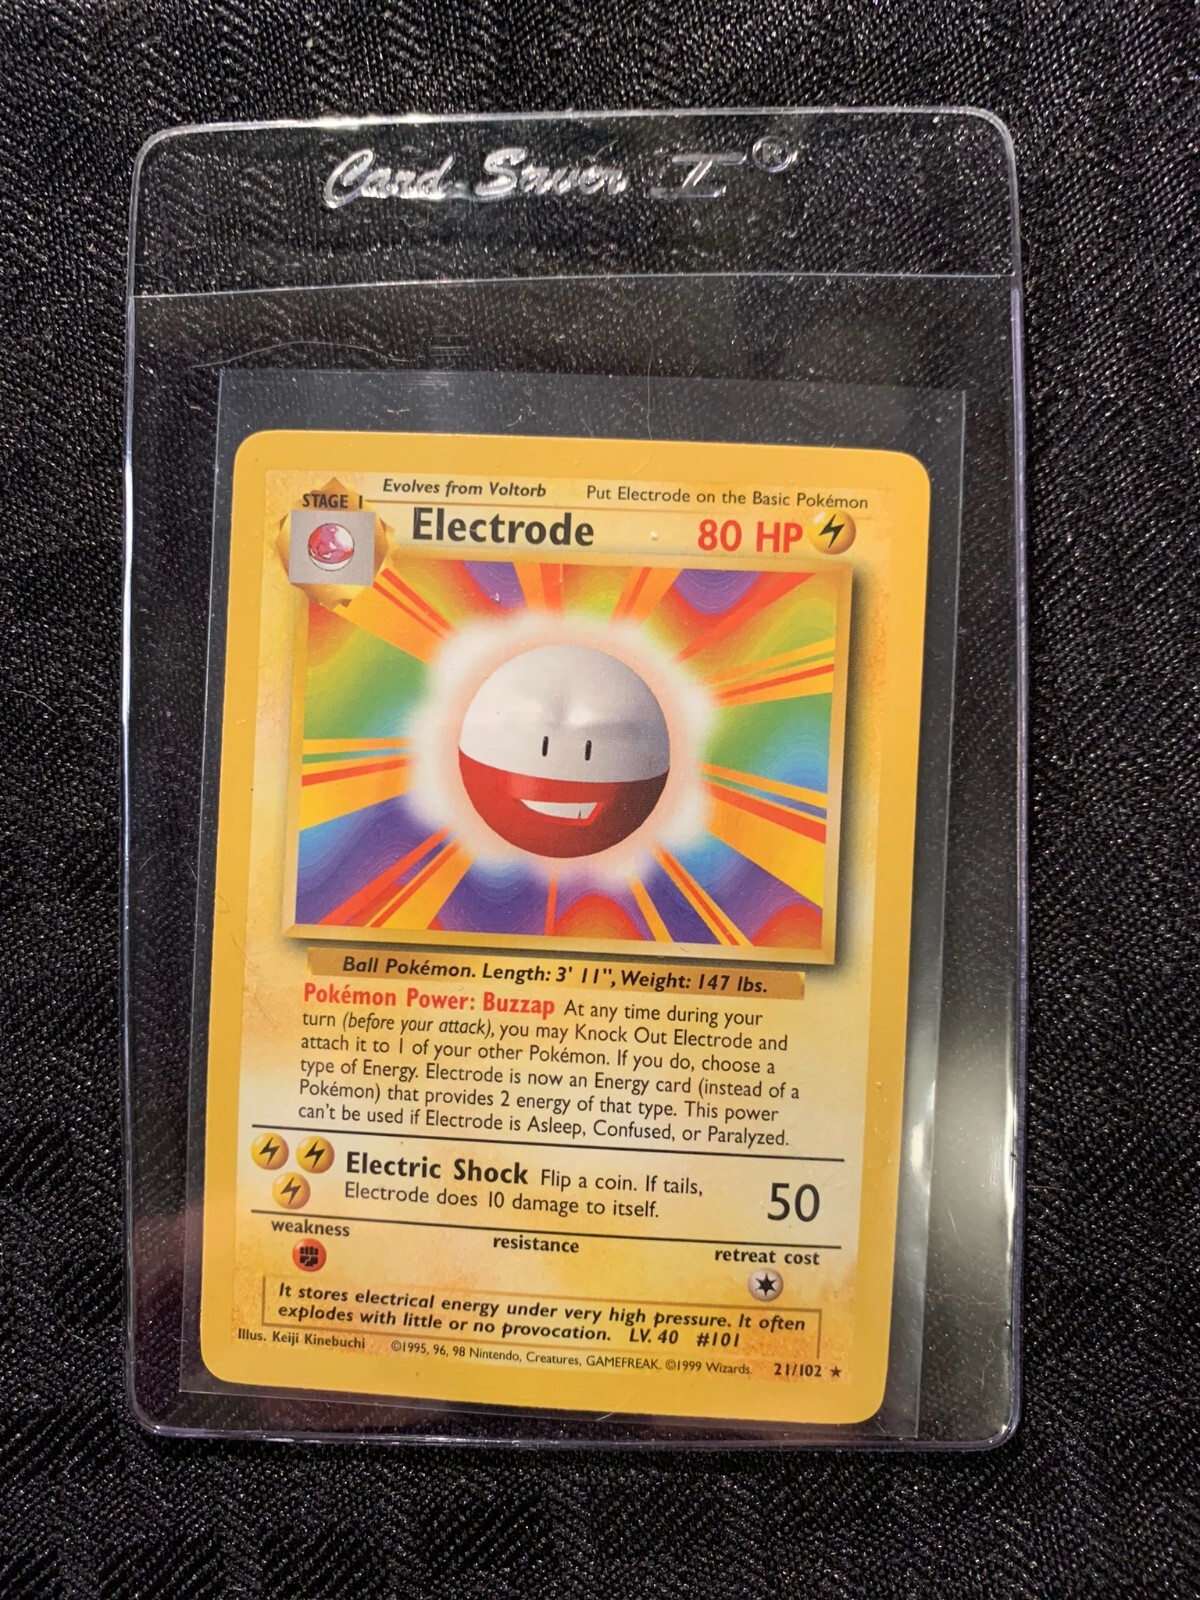 Card Saver I®
Evolves from Voltorb Put Electrode on the Basic Pokémon
STAGE 1
Electrode 80 HP
Ball Pokémon. Length: 3' 11", Weight: 147 lbs.
Pokémon Power: Buzzap At any time during your
turn (before your attack), you may Knock Out Electrode and
attach it to 1 of your other Pokémon. If you do, choose a
type of Energy. Electrode is now an Energy card (instead of a
Pokémon) that provides 2 energy of that type. This power
can't be used if Electrode is Asleep, Confused, or Paralyzed.
Electric Shock Flip a coin. If tails,
Electrode does 10 damage to itself.
50
weakness resistance retreat cost
It stores electrical energy under very high pressure. It often
explodes with little or no provocation. LV. 40 #101
Illus. Keiji Kinebuchi ©1995, 96, 98 Nintendo, Creatures, GAMEFREAK. ©1999 Wizards. 21/102 ★